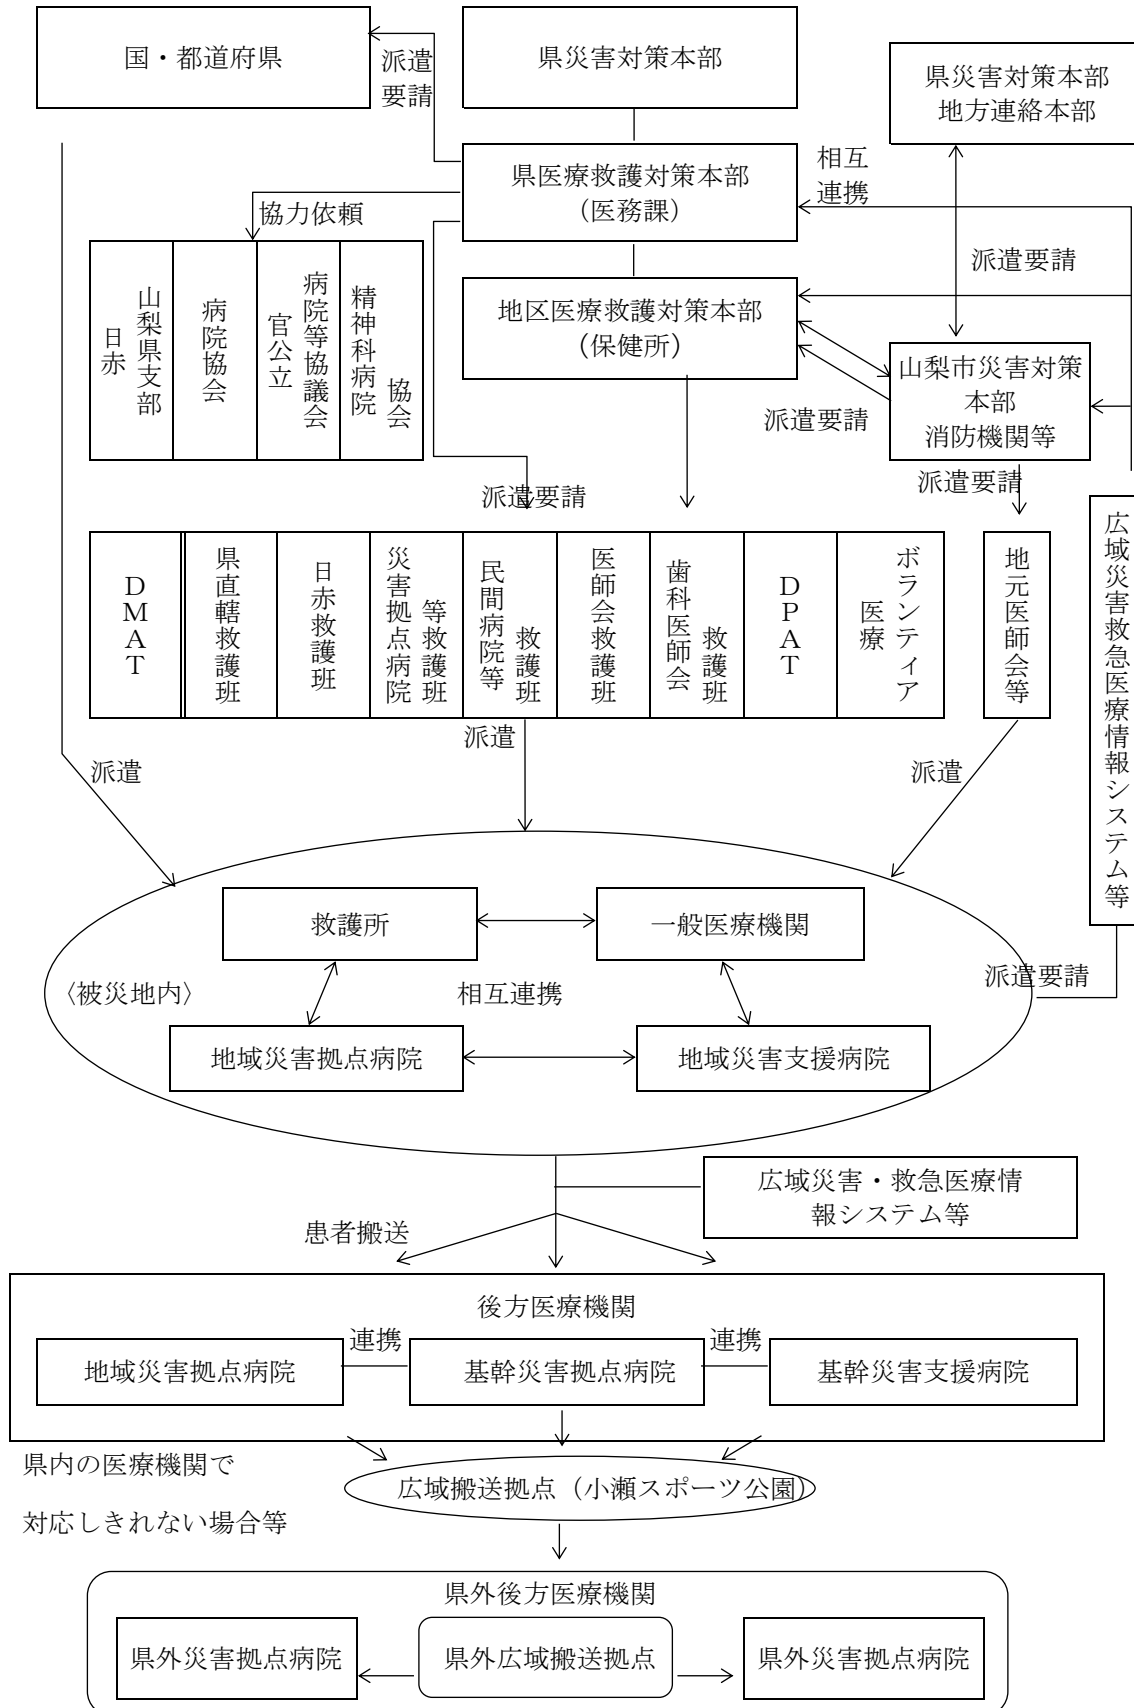 国・都道府県
派遣
要請
県災害対策本部
県災害対策本部
地方連絡本部
県医療救護対策本部
（医務課）
相互
連携
協力依頼
派遣要請
日赤
山梨県支部
病院協会
官公立
病院等協議会
精神科病院
協会
地区医療救護対策本部
（保健所）
山梨市災害対策
本部
消防機関等
派遣要請
派遣要請
派遣要請
DMAT
県直轄救護班
日赤救護班
災害拠点病院
等救護班
民間病院等
救護班
医師会救護班
歯科医師会
救護班
DPAT
医療
ボランティア
地元医師会等
広域災害救急医療情報システム等
派遣
派遣
派遣
救護所
一般医療機関
〈被災地内〉
相互連携
派遣要請
地域災害拠点病院
地域災害支援病院
広域災害・救急医療情
報システム等
患者搬送
後方医療機関
連携
連携
地域災害拠点病院
基幹災害拠点病院
基幹災害支援病院
県内の医療機関で
対応しきれない場合等
広域搬送拠点（小瀬スポーツ公園）
県外後方医療機関
県外災害拠点病院
県外広域搬送拠点
県外災害拠点病院